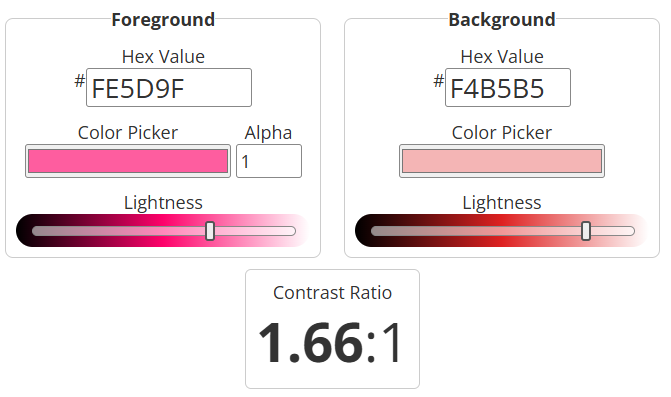 Foreground
Hex Value
# FE5D9F
Color Picker Alpha
1
Lightness
Background
Hex Value
# F4B5B5
Color Picker
Lightness
Contrast Ratio
1.66:1